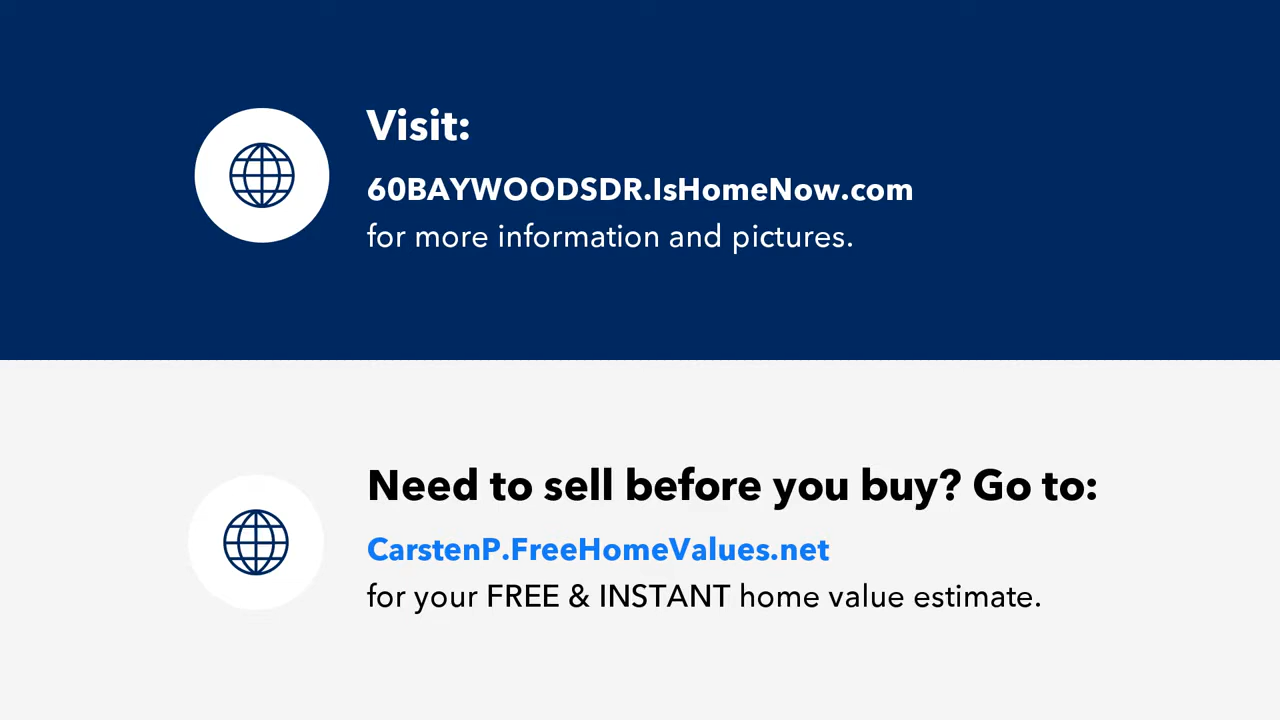 Visit:
60BAYWOODSDR.IsHomeNow.com
for more information and pictures.
Need to sell before you buy? Go to:
CarstenP.FreeHomeValues.net
for your FREE & INSTANT home value estimate.